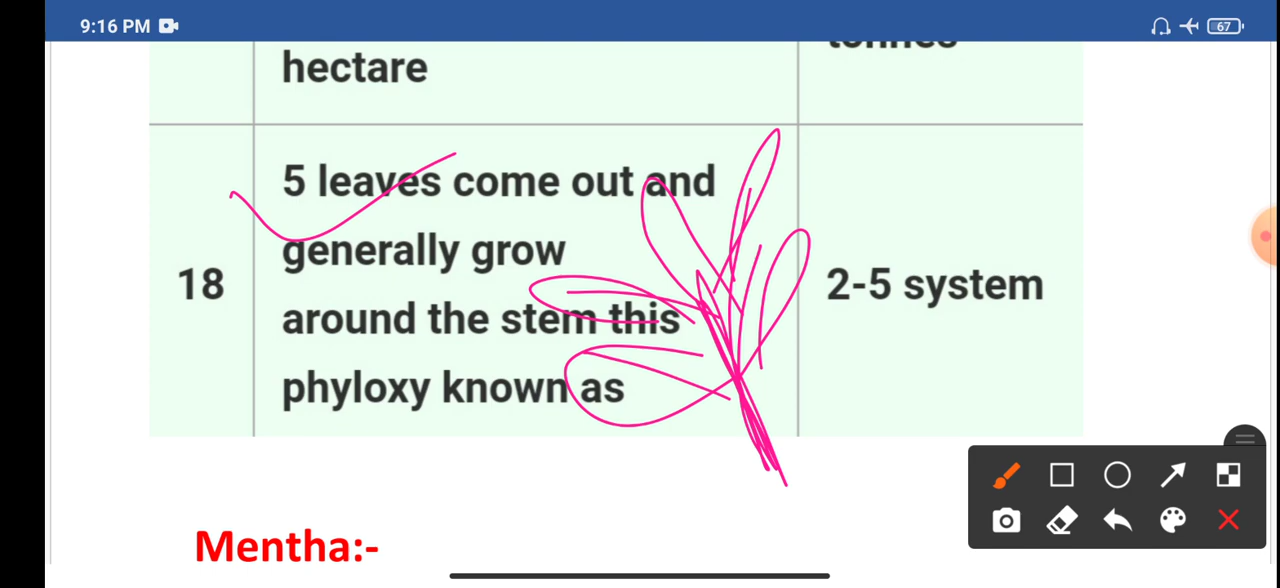 9:16 PM
67
tonnes
hectare
5 leaves come out and
generally grow
around the stem this
phyloxy known as
18
2-5 system
Mentha:-